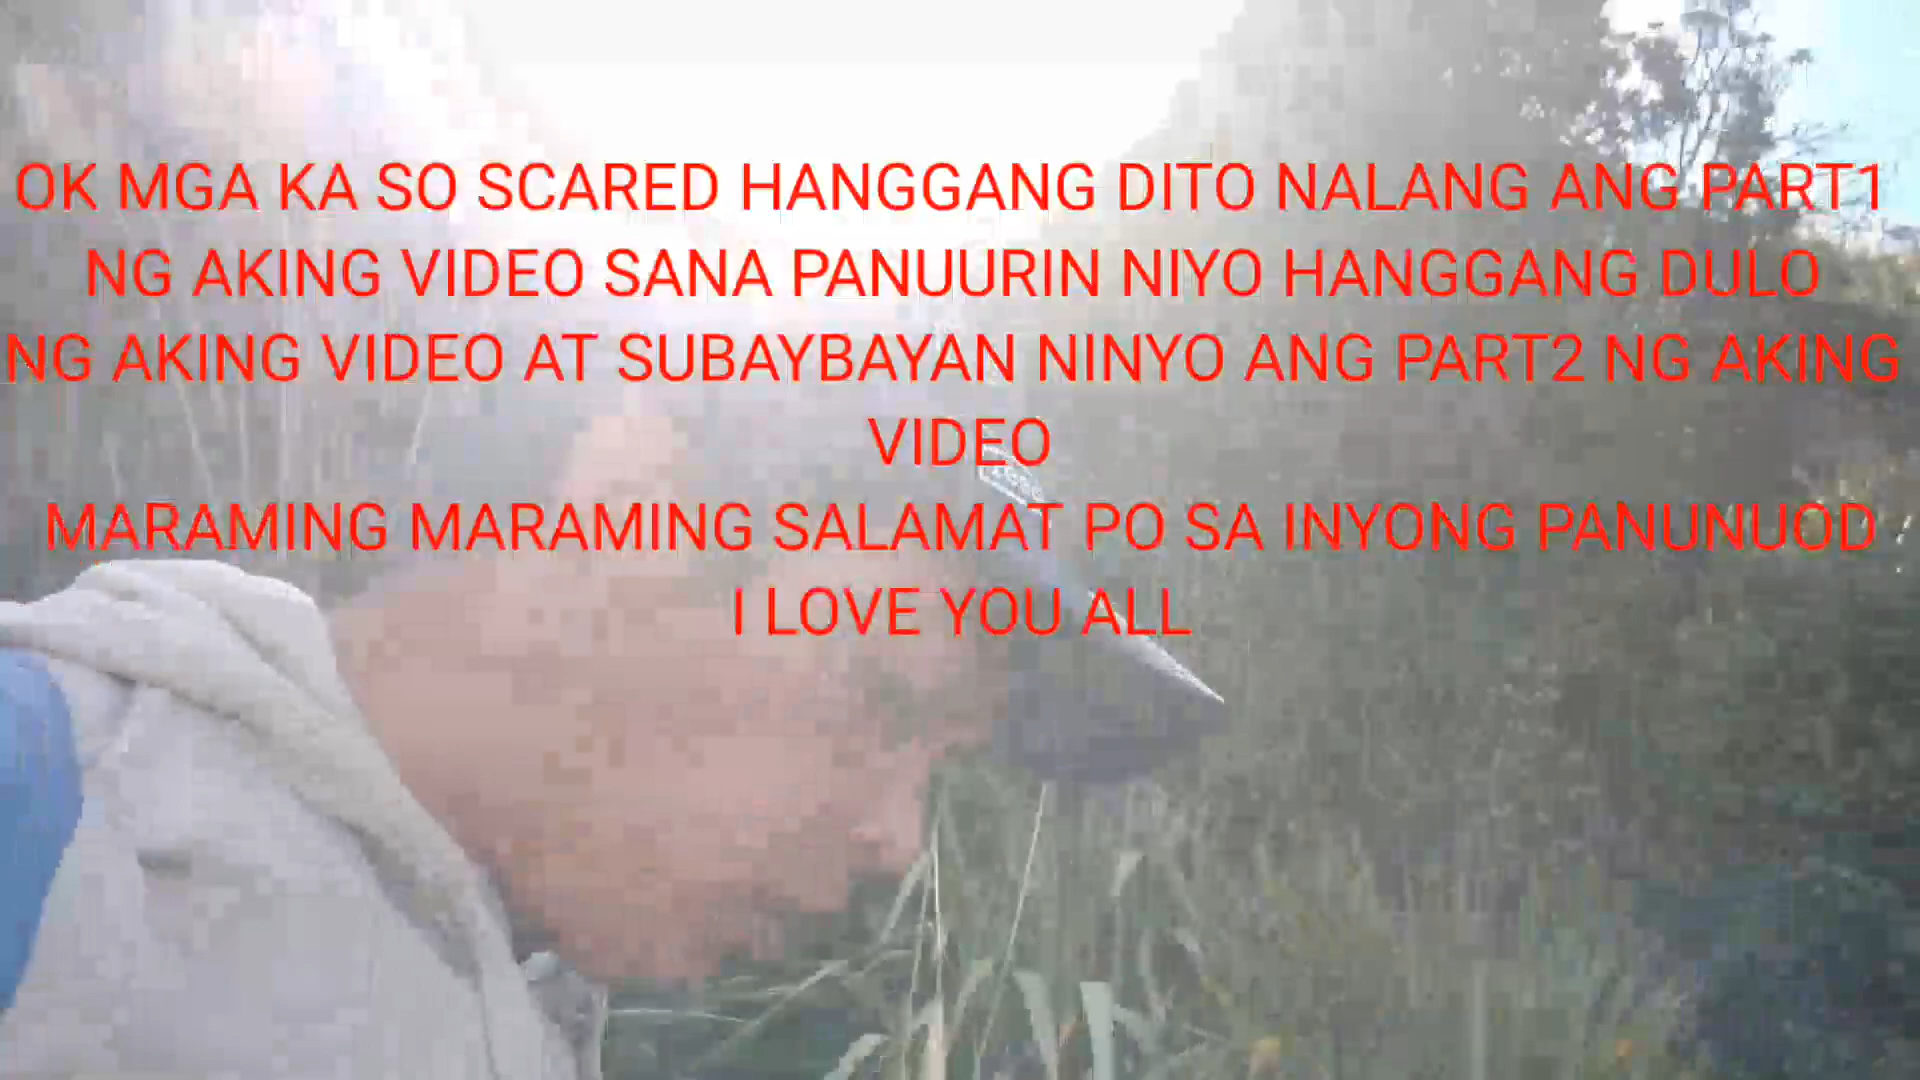 OK MGA KA SO SCARED HANGGANG DITO NALANG ANG PART1
NG AKING VIDEO SANA PANUURIN NIYO HANGGANG DULO
NG AKING VIDEO AT SUBAYBAYAN NINYO ANG PART2 NG AKING
VIDEO
MARAMING MARAMING SALAMAT PO SA INYONG PANUNUOD
I LOVE YOU ALL